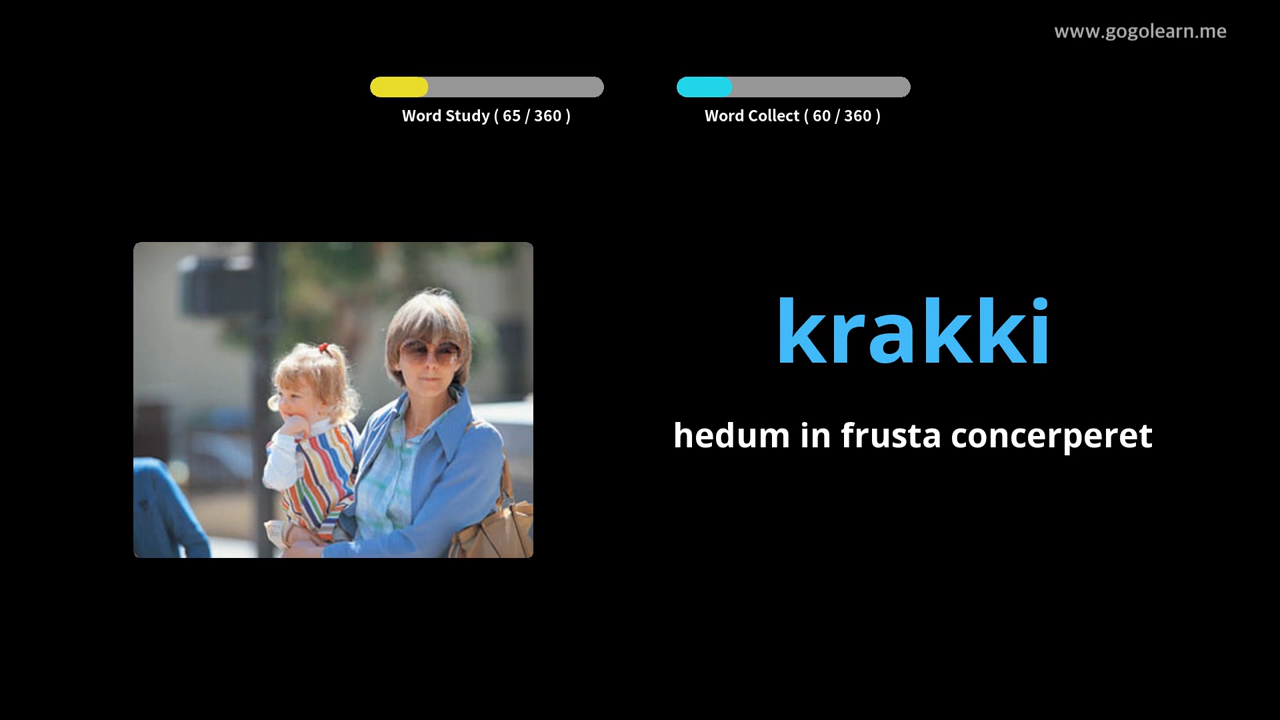 www.gogolearn.me
Word Study ( 65 / 360 )
Word Collect ( 60 / 360 )
krakki
hedum in frusta concerperet